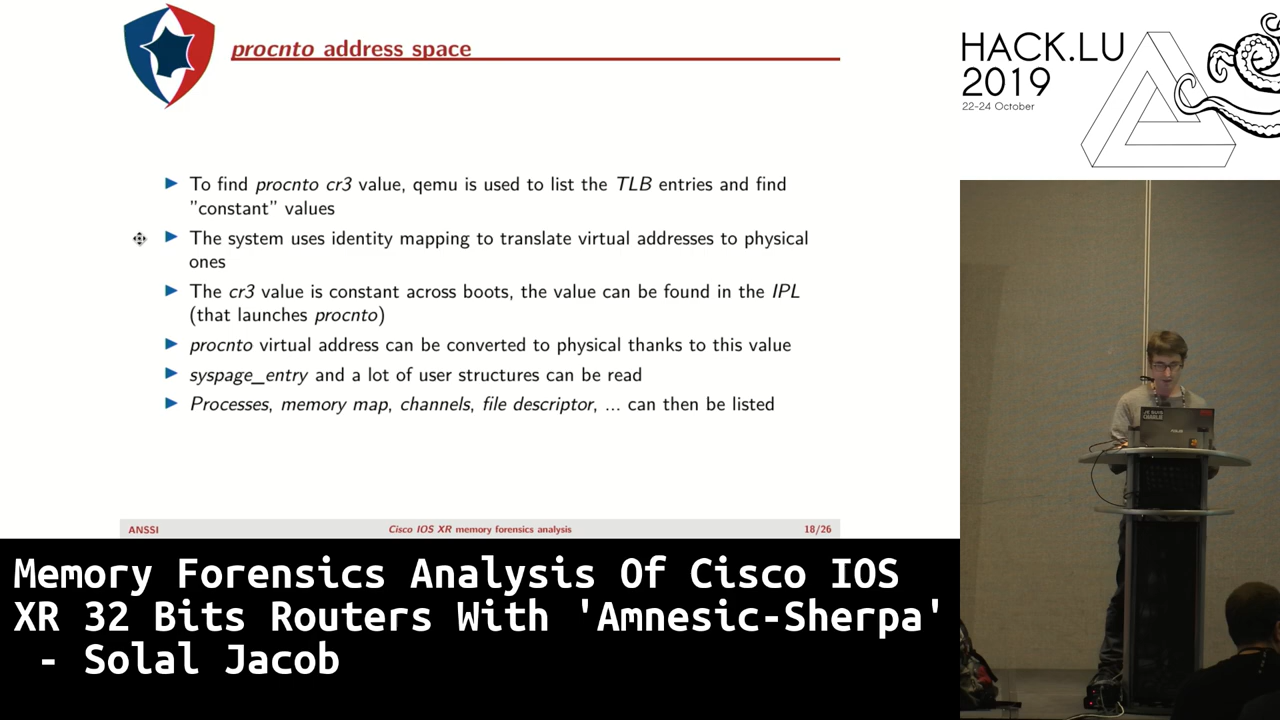 procnto address space
HACK.LU
2019
22-24 October
To find procnto cr3 value, qemu is used to list the TLB entries and find
"constant" values
The system uses identity mapping to translate virtual addresses to physical
ones
The cr3 value is constant across boots, the value can be found in the IPL
(that launches procnto)
procnto virtual address can be converted to physical thanks to this value
syspage_entry and a lot of user structures can be read
Processes, memory map, channels, file descriptor, ... can then be listed
JE SUIS
CHARLIE
ANSSI
Cisco IOS XR memory forensics analysis
18/26
Memory Forensics Analysis Of Cisco IOS
XR 32 Bits Routers With 'Amnesic-Sherpa'
- Solal Jacob